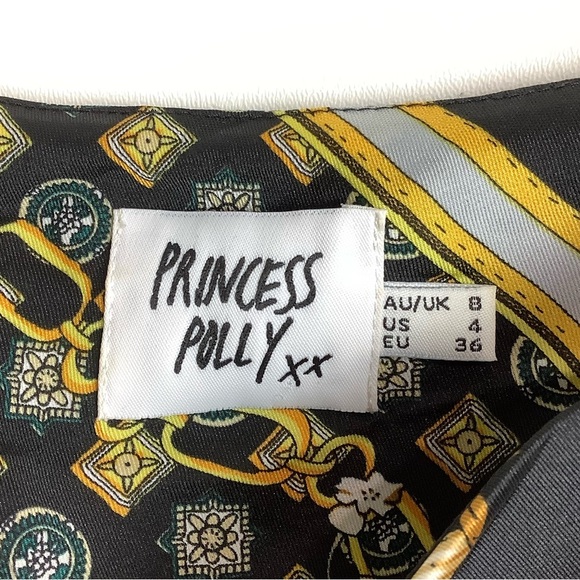 PRINCESS
POLLY xx
AU/UK 8
US 4
EU 36